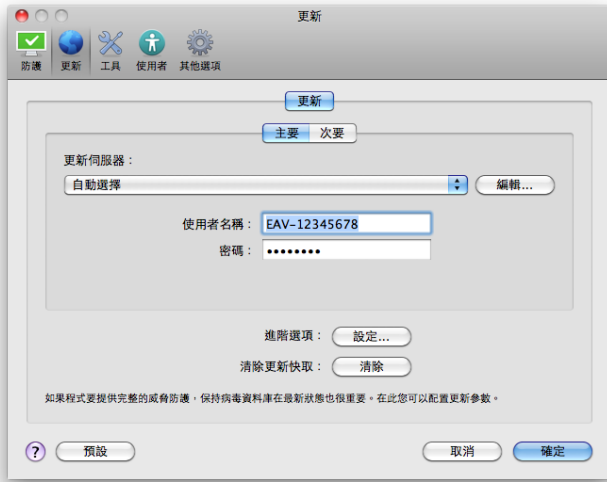 更新
防護 更新 工具 使用者 其他選項
更新
主要 次要
更新伺服器：
自動選擇 編輯...
使用者名稱： EAV-12345678
密碼： ••••••••
進階選項： 設定...
清除更新快取： 清除
如果程式要提供完整的威脅防護，保持病毒資料庫在最新狀態也很重要。在此您可以配置更新參數。
? 預設 取消 確定